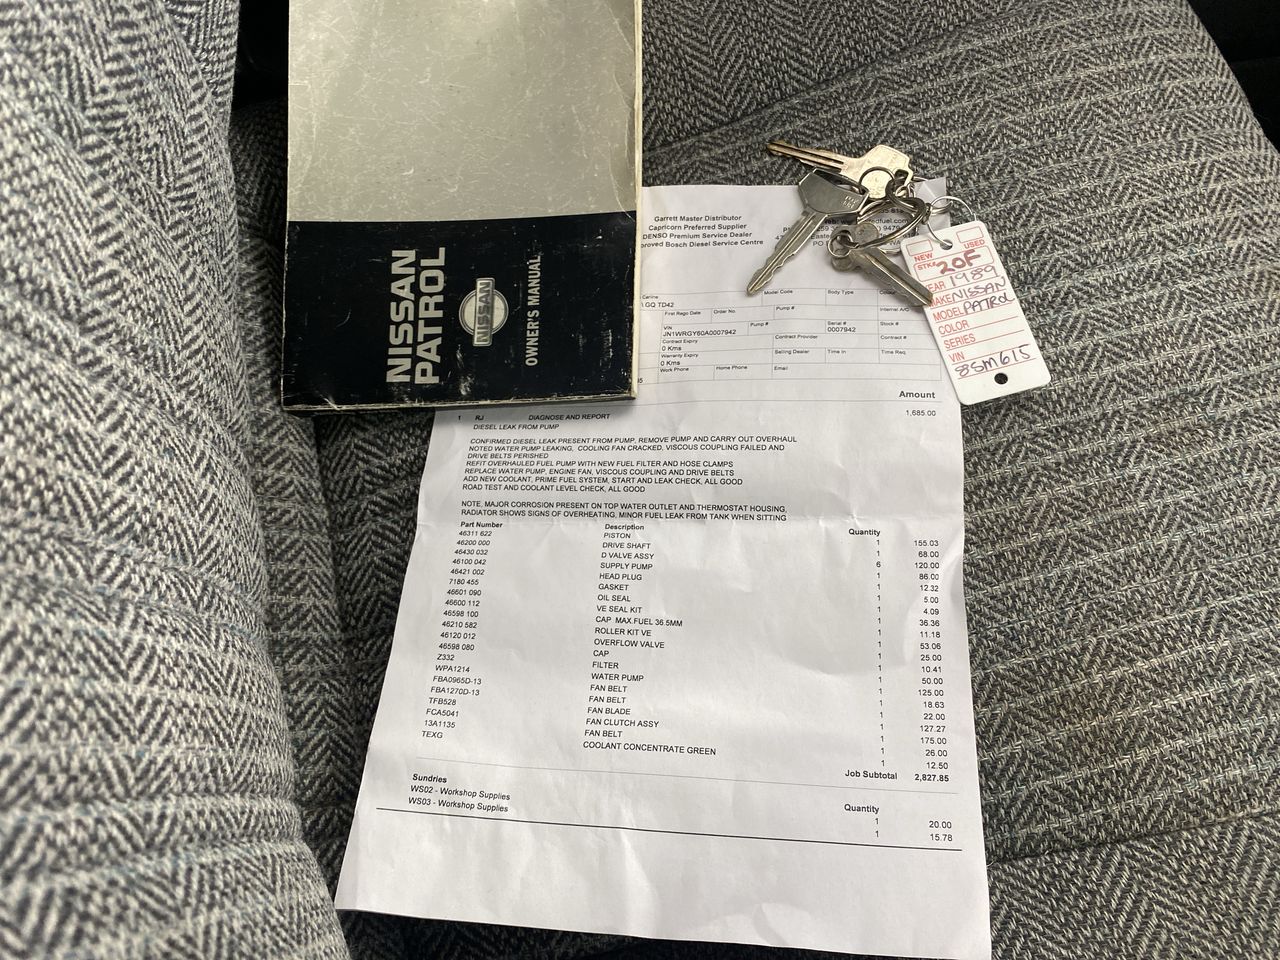 NISSAN
PATROL
NISSAN
OWNER'S MANUAL
Garrett Master Distributor
Capricorn Preferred Supplier
DENSO Premium Service Dealer
proved Bosch Diesel Service Centre
NEW USED
STK# 20F
YEAR 1989
MAKE NISSAN
MODEL PATROL
COLOR
SERIES
VIN
8SM615
Carline Model Code Body Type
GQ TD42
First Rego Date Order No Pump # Internal A/C
VIN Pump # Serial # Stock #
JN1WRGY60A0007942 0007942
Contract Expiry Contract Provider Contract #
0 Kms
Warranty Expiry Selling Dealer Time In Time Req.
0 Kms
Work Phone Home Phone Email
Amount
1 RJ DIAGNOSE AND REPORT 1,685.00
DIESEL LEAK FROM PUMP
CONFIRMED DIESEL LEAK PRESENT FROM PUMP, REMOVE PUMP AND CARRY OUT OVERHAUL
NOTED WATER PUMP LEAKING, COOLING FAN CRACKED, VISCOUS COUPLING FAILED AND
DRIVE BELTS PERISHED
REFIT OVERHAULED FUEL PUMP WITH NEW FUEL FILTER AND HOSE CLAMPS
REPLACE WATER PUMP, ENGINE FAN, VISCOUS COUPLING AND DRIVE BELTS
ADD NEW COOLANT, PRIME FUEL SYSTEM, START AND LEAK CHECK, ALL GOOD
ROAD TEST AND COOLANT LEVEL CHECK, ALL GOOD
NOTE, MAJOR CORROSION PRESENT ON TOP WATER OUTLET AND THERMOSTAT HOUSING,
RADIATOR SHOWS SIGNS OF OVERHEATING, MINOR FUEL LEAK FROM TANK WHEN SITTING
Part Number Description Quantity
46311 622 PISTON 1 155.03
46200 000 DRIVE SHAFT 1 68.00
46430 032 D VALVE ASSY 6 120.00
46100 042 SUPPLY PUMP 1 86.00
46421 002 HEAD PLUG 1 12.32
7180 455 GASKET 1 5.00
46601 090 OIL SEAL 1 4.09
46600 112 VE SEAL KIT 1 36.36
46598 100 CAP MAX.FUEL 36.5MM 1 11.18
46210 582 ROLLER KIT VE 1 53.06
46120 012 OVERFLOW VALVE 1 25.00
46598 080 CAP 1 10.41
Z332 FILTER 1 50.00
WPA1214 WATER PUMP 1 125.00
FBA0965D-13 FAN BELT 1 18.63
FBA1270D-13 FAN BELT 1 22.00
TFB528 FAN BLADE 1 127.27
FCA5041 FAN CLUTCH ASSY 1 175.00
13A1135 FAN BELT 1 26.00
TEXG COOLANT CONCENTRATE GREEN 1 12.50
Job Subtotal 2,827.85
Sundries Quantity
WS02 - Workshop Supplies 1 20.00
WS03 - Workshop Supplies 1 15.78